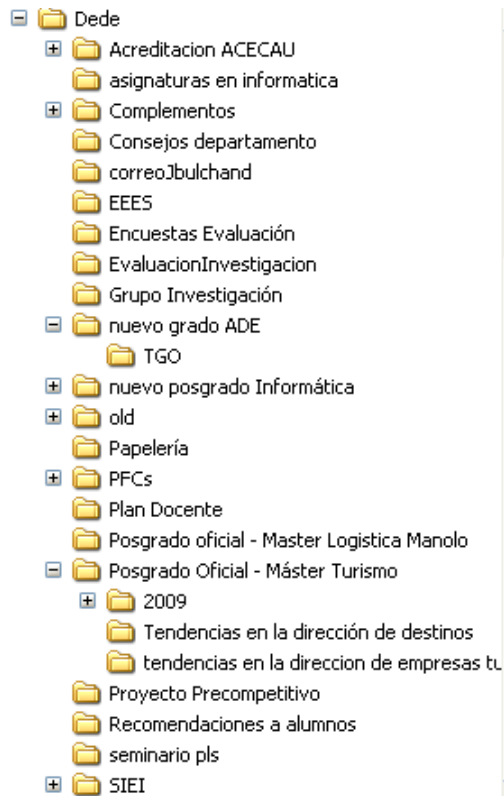 Dede
Acreditacion ACECAU
asignaturas en informatica
Complementos
Consejos departamento
correoJbulchand
EEES
Encuestas Evaluación
EvaluacionInvestigacion
Grupo Investigación
nuevo grado ADE
TGO
nuevo posgrado Informática
old
Papelería
PFCs
Plan Docente
Posgrado oficial - Master Logistica Manolo
Posgrado Oficial - Máster Turismo
2009
Tendencias en la dirección de destinos
tendencias en la direccion de empresas
Proyecto Precompetitivo
Recomendaciones a alumnos
seminario pls
SIEI